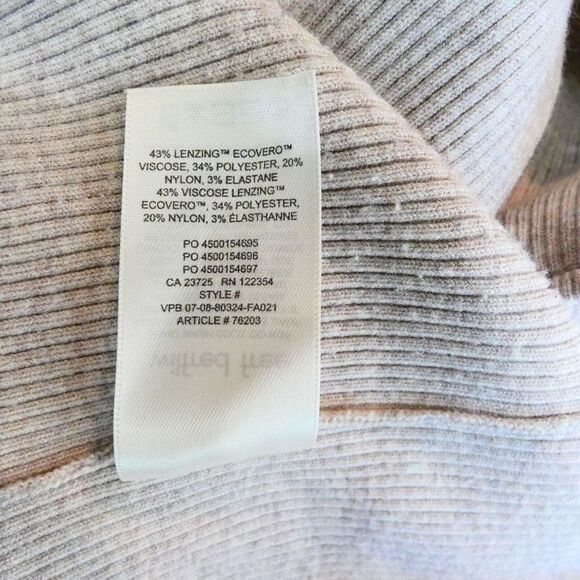 43% LENZING™ ECOVERO™
VISCOSE, 34% POLYESTER, 20%
NYLON, 3% ELASTANE
43% VISCOSE LENZING™
ECOVERO™, 34% POLYESTER,
20% NYLON, 3% ÉLASTHANNE
PO 4500154695
PO 4500154696
PO 4500154697
CA 23725 RN 122354
STYLE #
VPB 07-08-80324-FA021
ARTICLE # 76203
wilfred free